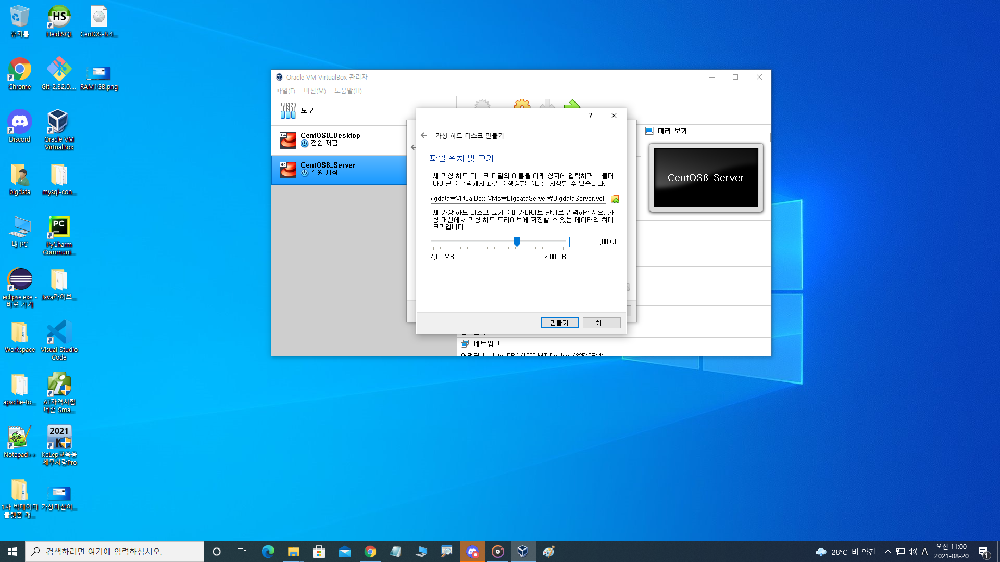 휴지통
HeidiSQL
CentOS-8.4...
Chrome
Git-2.32.0....
RAM1GB.png
Discord
Oracle VM
VirtualBox
bigdata
mysql-con...
내 PC
PyCharm
Communi...
eclipse.exe -
바로 가기
Java라이브...
Workspace
Visual Studio
Code
apache-to...
AT자격시험
더존 Sma...
Notepad++
KcLep교육용
세무사랑Pro
1차 빅데이터
플랫폼 개...
가상머신이...
Oracle VM VirtualBox 관리자
파일(F) 머신(M) 도움말(H)
도구
64
CentOS8_Desktop
전원 꺼짐
64
CentOS8_Server
전원 꺼짐
?
가상 하드 디스크 만들기
파일 위치 및 크기
새 가상 하드 디스크 파일의 이름을 아래 상자에 입력하거나 폴더
아이콘을 클릭해서 파일을 생성할 폴더를 지정할 수 있습니다.
bigdata₩VirtualBox VMs₩BigdataServer₩BigdataServer.vdi
새 가상 하드 디스크 크기를 메가바이트 단위로 입력하십시오. 가
상 머신에서 가상 하드 드라이브에 저장할 수 있는 데이터의 최대
크기입니다.
20.00 GB
4.00 MB
2.00 TB
만들기
취소
미리 보기
CentOS8_Server
네트워크
어댑터 1: Intel PRO/1000 MT Desktop(82540EM)
HS
PC
2021
K
검색하려면 여기에 입력하십시오.
28°C 비 약간
A
오전 11:00
2021-08-20
1